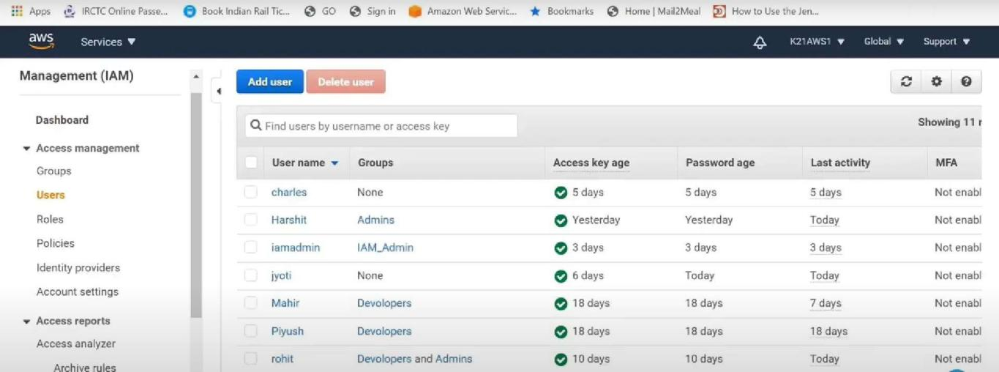 Apps IRCTC Online Passe... Book Indian Rail Tic... GO Sign in Amazon Web Servic... Bookmarks Home | Mail2Meal How to Use the Jen...
aws Services K21AWS1 Global Support
Management (IAM)
Add user Delete user
Dashboard
Find users by username or access key
Showing 11 r
Access management
User name Groups Access key age Password age Last activity MFA
Groups
Users
charles None 5 days 5 days 5 days Not enabl
Roles
Harshit Admins Yesterday Yesterday Today Not enabl
Policies
iamadmin IAM_Admin 3 days 3 days 3 days Not enabl
Identity providers
jyoti None 6 days Today Today Not enabl
Account settings
Mahir Devolopers 18 days 18 days 7 days Not enabl
Access reports
Piyush Devolopers 18 days 18 days 18 days Not enabl
Access analyzer
rohit Devolopers and Admins 10 days 10 days Today Not enabl
Archive rules